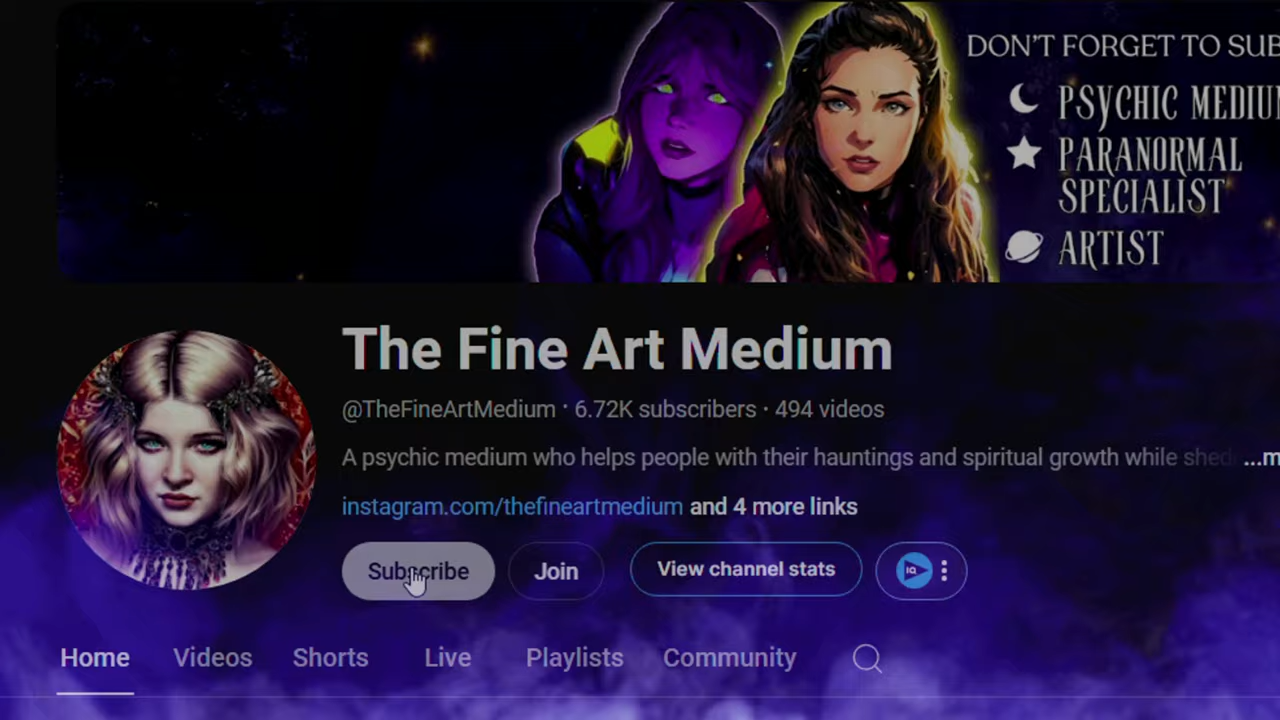 DON'T FORGET TO SUB
PSYCHIC MEDIU
PARANORMAL
SPECIALIST
ARTIST
The Fine Art Medium
@TheFineArtMedium · 6.72K subscribers · 494 videos
A psychic medium who helps people with their hauntings and spiritual growth while shed ...m
instagram.com/thefineartmedium and 4 more links
Subscribe Join View channel stats IQ
Home Videos Shorts Live Playlists Community